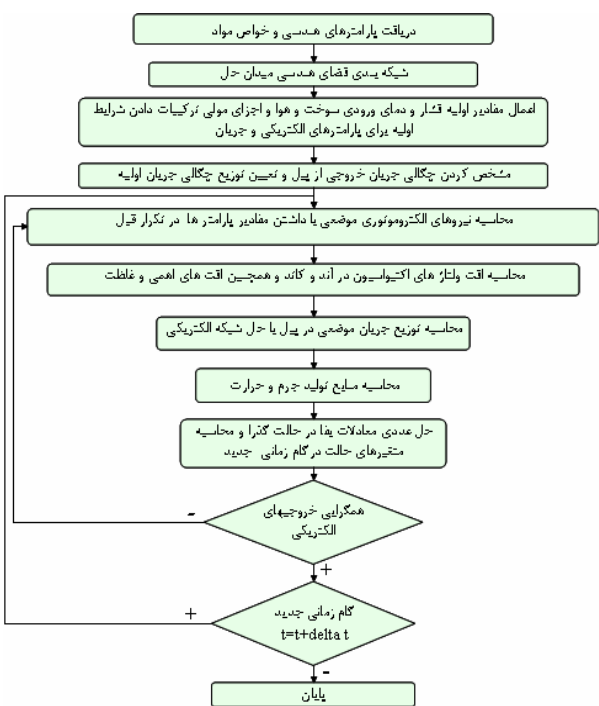 دریافت پارامترهای هندسی و خواص مواد
شبکه بندی فضای هندسی میدان حل
اعمال مقادیر اولیه فشار و دمای ورودی سوخت و هوا و اجزای مولی ترکیبات دادن شرایط
اولیه برای پارامترهای الکتریکی و جریان
مشخص کردن چگالی جریان خروجی از پیل و تعیین توزیع چگالی جریان اولیه
محاسبه نیروهای الکتروموتوری موضعی با داشتن مقادیر پارامتر ها در تکرار قبل
محاسبه افت ولتاژ های اکتیواسیون در آند و کاتد و همچنین افت های اهمی و غلظت
محاسبه توزیع جریان موضعی در پیل با حل شبکه الکتریکی
محاسبه منابع تولید جرم و حرارت
حل عددی معادلات بقا در حالت گذرا و محاسبه
متغیرهای حالت در گام زمانی جدید
همگرایی خروجیهای
الکتریکی
-
+
گام زمانی جدید
t=t+delta t
+
-
پایان